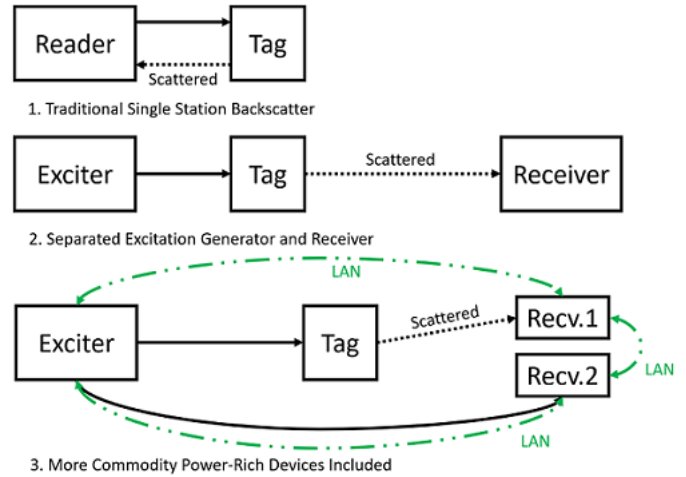 Reader
Tag
Scattered
1. Traditional Single Station Backscatter
Exciter
Tag
Scattered
Receiver
2. Separated Excitation Generator and Receiver
LAN
Exciter
Tag
Scattered
Recv.1
Recv.2
LAN
LAN
3. More Commodity Power-Rich Devices Included